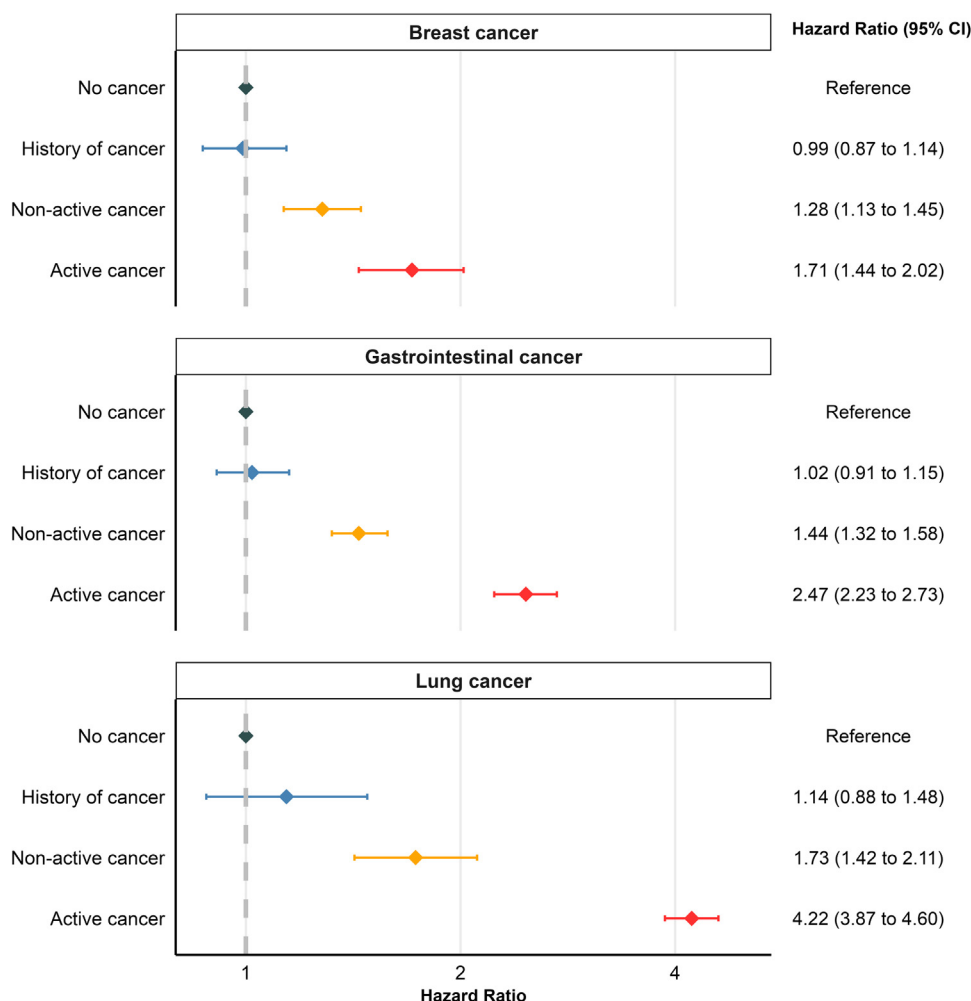 Breast cancer Hazard Ratio (95% CI)
No cancer Reference
History of cancer 0.99 (0.87 to 1.14)
Non-active cancer 1.28 (1.13 to 1.45)
Active cancer 1.71 (1.44 to 2.02)
Gastrointestinal cancer
No cancer Reference
History of cancer 1.02 (0.91 to 1.15)
Non-active cancer 1.44 (1.32 to 1.58)
Active cancer 2.47 (2.23 to 2.73)
Lung cancer
No cancer Reference
History of cancer 1.14 (0.88 to 1.48)
Non-active cancer 1.73 (1.42 to 2.11)
Active cancer 4.22 (3.87 to 4.60)
1 2 4
Hazard Ratio